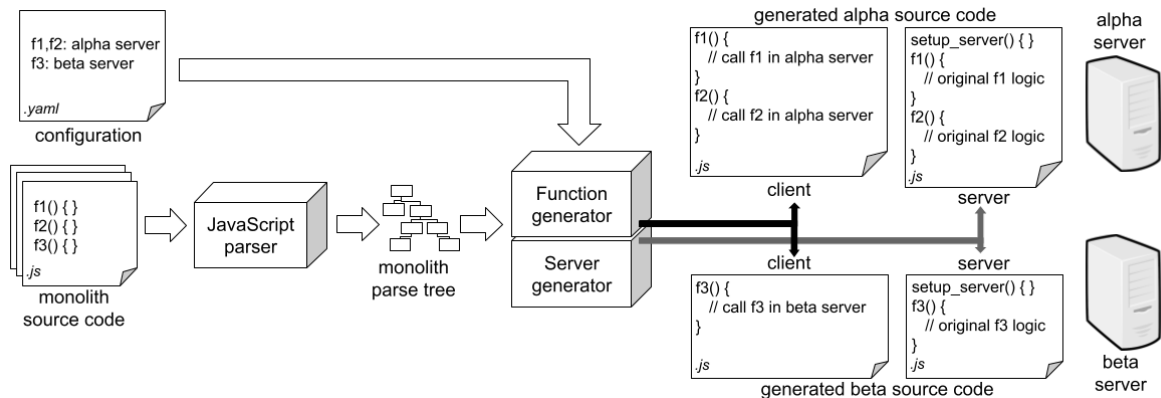 f1,f2: alpha server
f3: beta server
.yaml
configuration
f1() { }
f2() { }
f3() { }
.js
monolith
source code
JavaScript
parser
monolith
parse tree
Function
generator
Server
generator
generated alpha source code
f1() {
// call f1 in alpha server
}
f2() {
// call f2 in alpha server
}
.js
client
setup_server() { }
f1() {
// original f1 logic
}
f2() {
// original f2 logic
}
.js
server
alpha
server
client
f3() {
// call f3 in beta server
}
.js
server
setup_server() { }
f3() {
// original f3 logic
}
.js
generated beta source code
beta
server